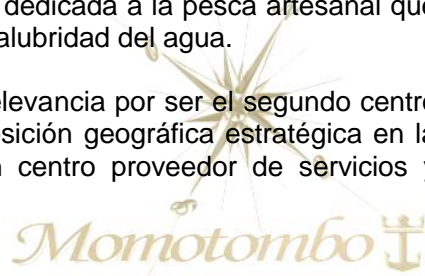 dedicada a la pesca artesanal que
alubridad del agua.
elevancia por ser el segundo centro
osición geográfica estratégica en la
centro proveedor de servicios y
Momotombo